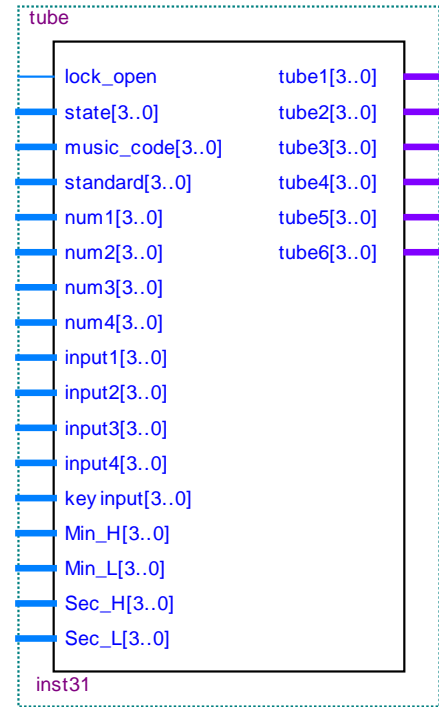 tube
lock_open tube1[3..0]
state[3..0] tube2[3..0]
music_code[3..0] tube3[3..0]
standard[3..0] tube4[3..0]
num1[3..0] tube5[3..0]
num2[3..0] tube6[3..0]
num3[3..0]
num4[3..0]
input1[3..0]
input2[3..0]
input3[3..0]
input4[3..0]
keyinput[3..0]
Min_H[3..0]
Min_L[3..0]
Sec_H[3..0]
Sec_L[3..0]
inst31